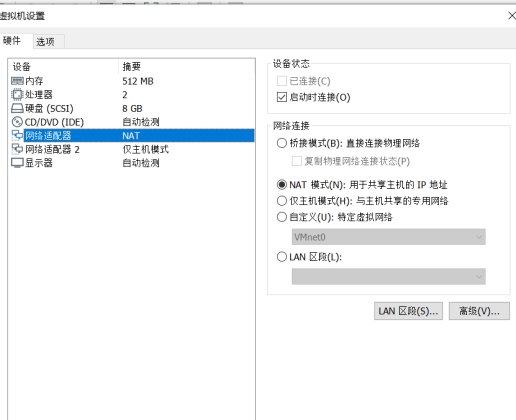 虚拟机设置
硬件 选项
设备 摘要
内存 512 MB
处理器 2
硬盘 (SCSI) 8 GB
CD/DVD (IDE) 自动检测
网络适配器 NAT
网络适配器 2 仅主机模式
显示器 自动检测
设备状态
已连接(C)
启动时连接(O)
网络连接
桥接模式(B): 直接连接物理网络
复制物理网络连接状态(P)
NAT 模式(N): 用于共享主机的 IP 地址
仅主机模式(H): 与主机共享的专用网络
自定义(U): 特定虚拟网络
VMnet0
LAN 区段(L):
LAN 区段(S)... 高级(V)...